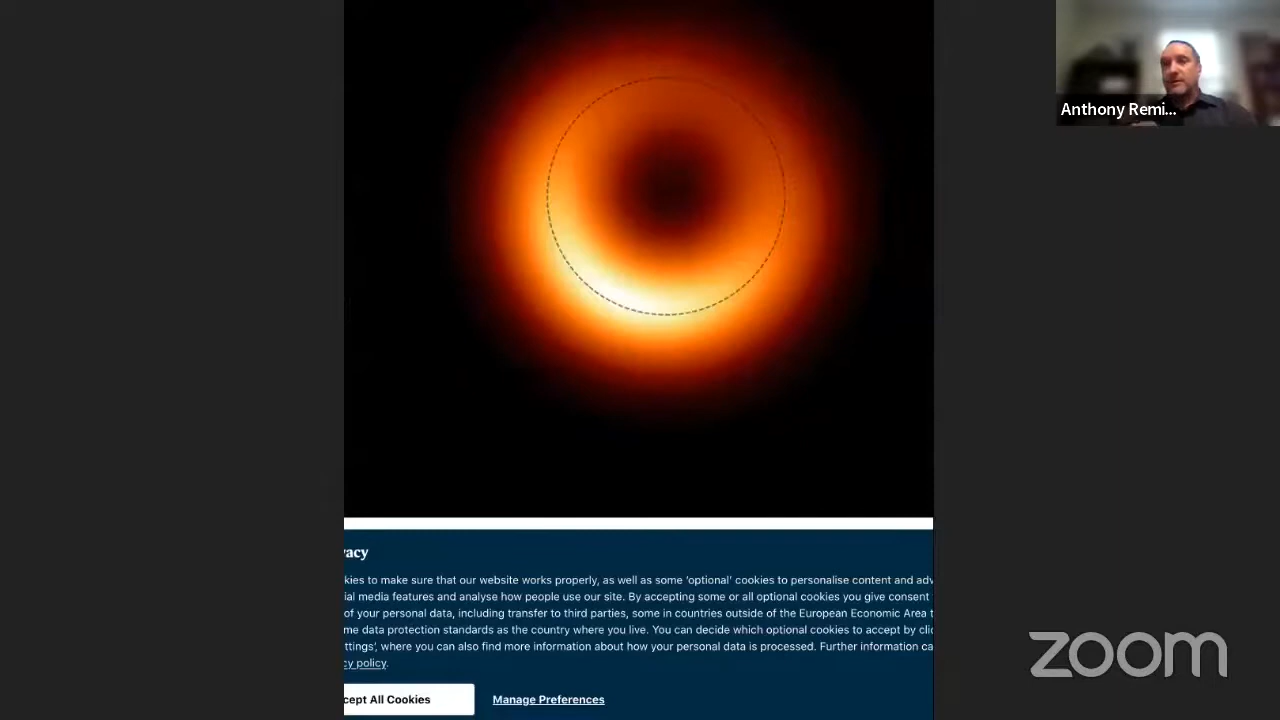 Anthony Remi...
vacy
kies to make sure that our website works properly, as well as some 'optional' cookies to personalise content and adv
ial media features and analyse how people use our site. By accepting some or all optional cookies you give consent
of your personal data, including transfer to third parties, some in countries outside of the European Economic Area t
me data protection standards as the country where you live. You can decide which optional cookies to accept by clic
ttings', where you can also find more information about how your personal data is processed. Further information ca
cy policy.
cept All Cookies
Manage Preferences
zoom